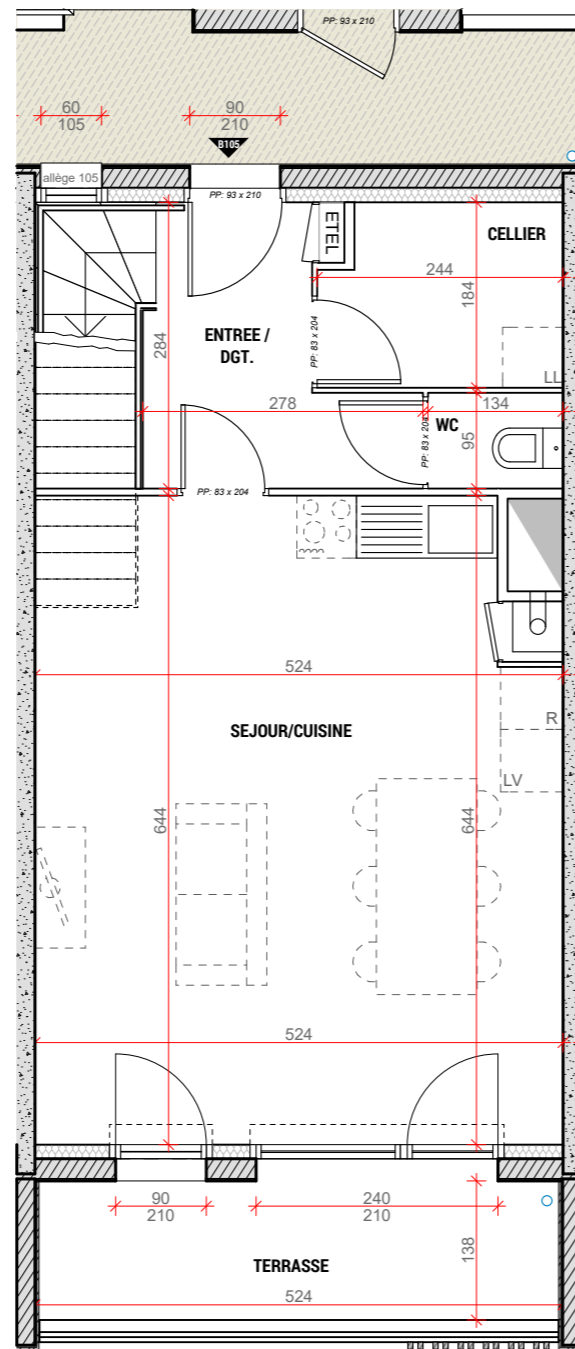 PP: 93 x 210
60
105
90
210
B105
allège 105
PP: 93 x 210
ETEL
CELLIER
244
184
ENTREE /
DGT.
PP: 83 x 204
284
LL
278
134
WC
PP: 83 x 204
95
PP: 83 x 204
524
R
SEJOUR/CUISINE
LV
644
644
524
90
210
240
210
138
TERRASSE
524